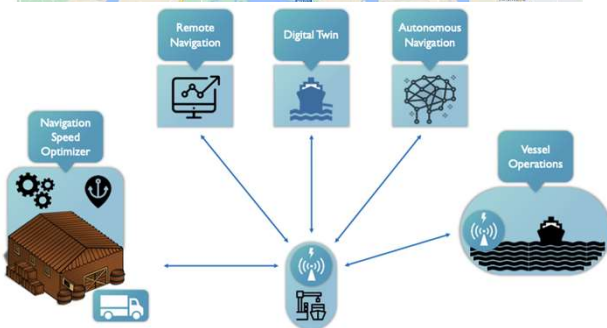 Remote
Navigation
Digital Twin
Autonomous
Navigation
Navigation
Speed
Optimizer
Vessel
Operations